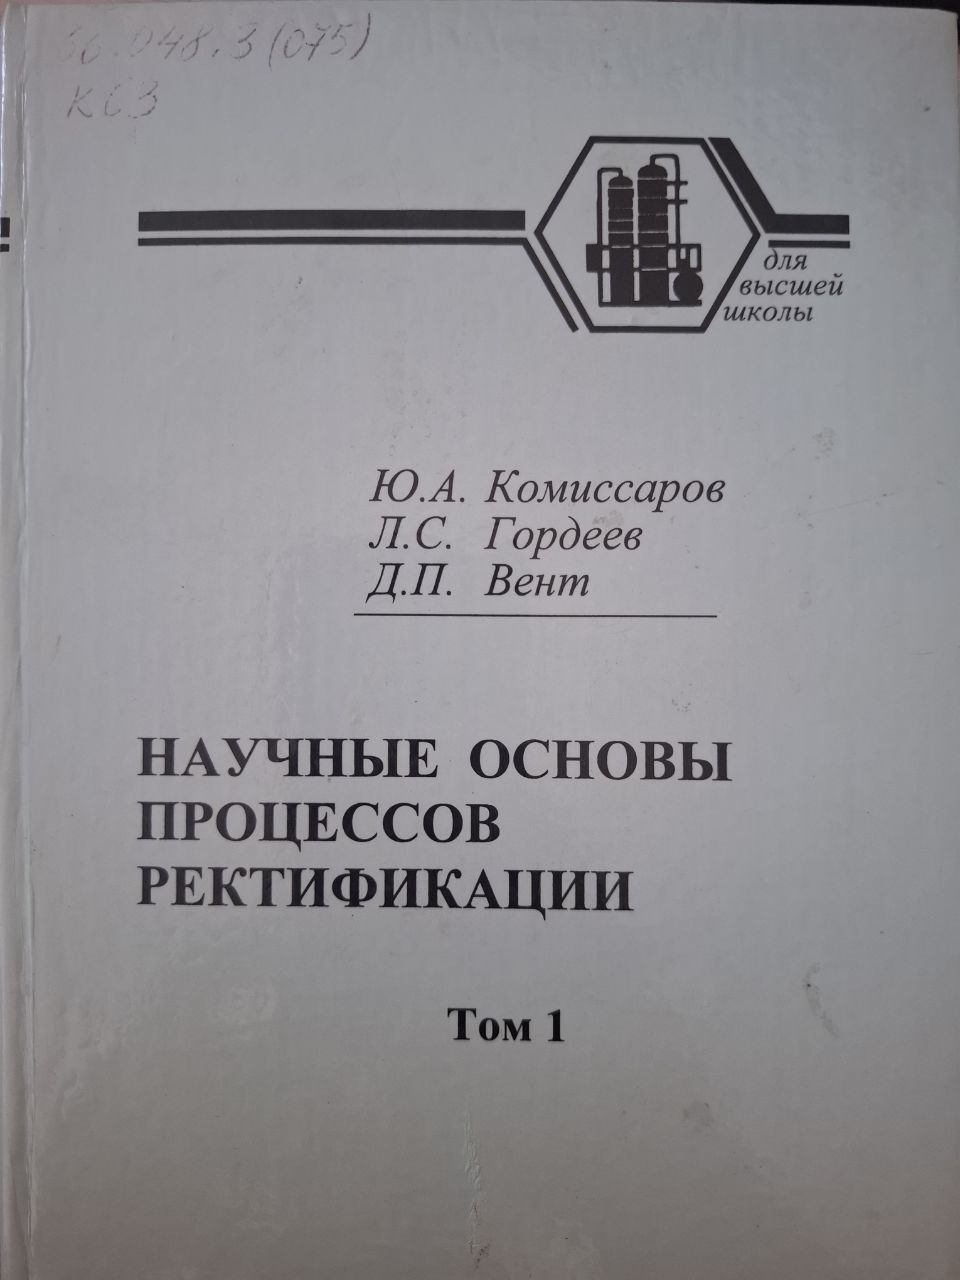 66.048.3(075)
К63
для
высшей
школы
Ю.А. Комиссаров
Л.С. Гордеев
Д.П. Вент
НАУЧНЫЕ ОСНОВЫ
ПРОЦЕССОВ
РЕКТИФИКАЦИИ
Том 1